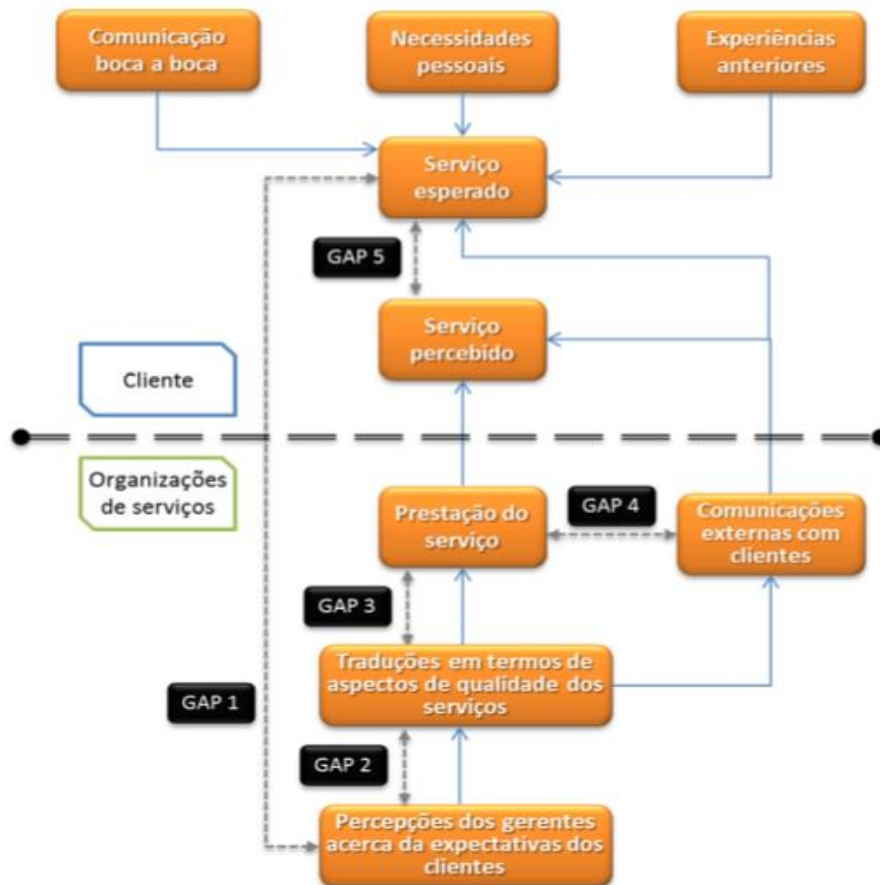 Comunicação
boca a boca
Necessidades
pessoais
Experiências
anteriores
Serviço
esperado
GAP 5
Serviço
percebido
Cliente
Organizações
de serviços
Prestação do
serviço
GAP 4
Comunicações
externas com
clientes
GAP 3
Traduções em termos de
aspectos de qualidade dos
serviços
GAP 1
GAP 2
Percepções dos gerentes
acerca da expectativas dos
clientes